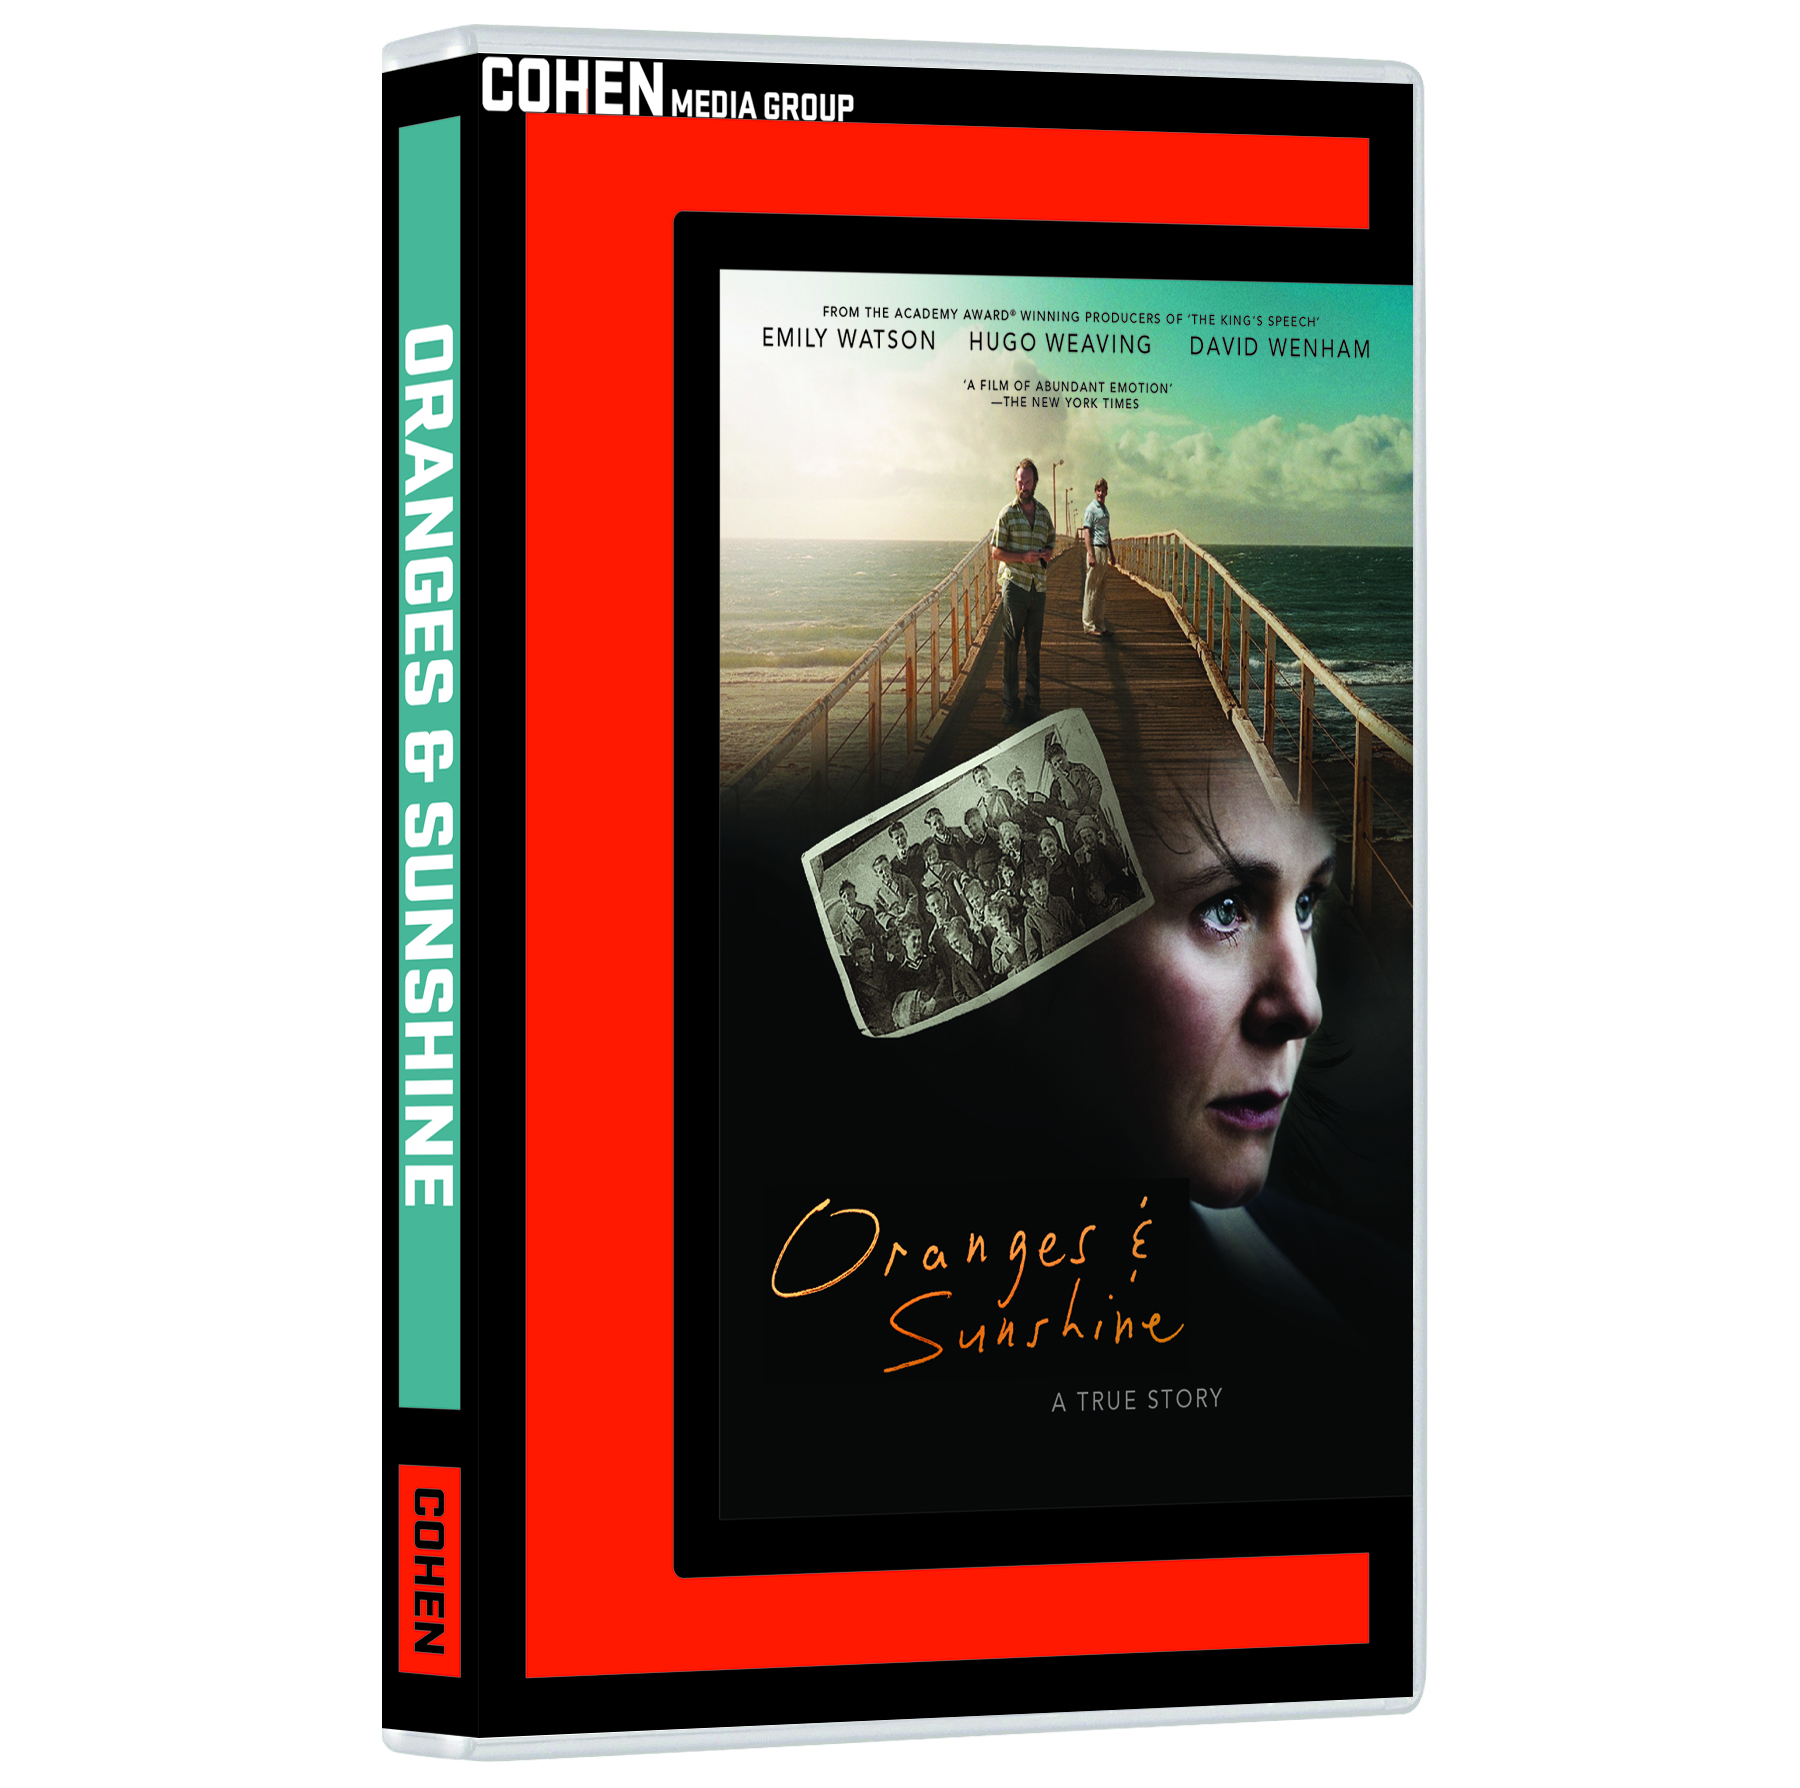 COHEN MEDIA GROUP
ORANGES & SUNSHINE
COHEN
FROM THE ACADEMY AWARD® WINNING PRODUCERS OF 'THE KING'S SPEECH'
EMILY WATSON HUGO WEAVING DAVID WENHAM
'A FILM OF ABUNDANT EMOTION'
—THE NEW YORK TIMES
Oranges &
Sunshine
A TRUE STORY